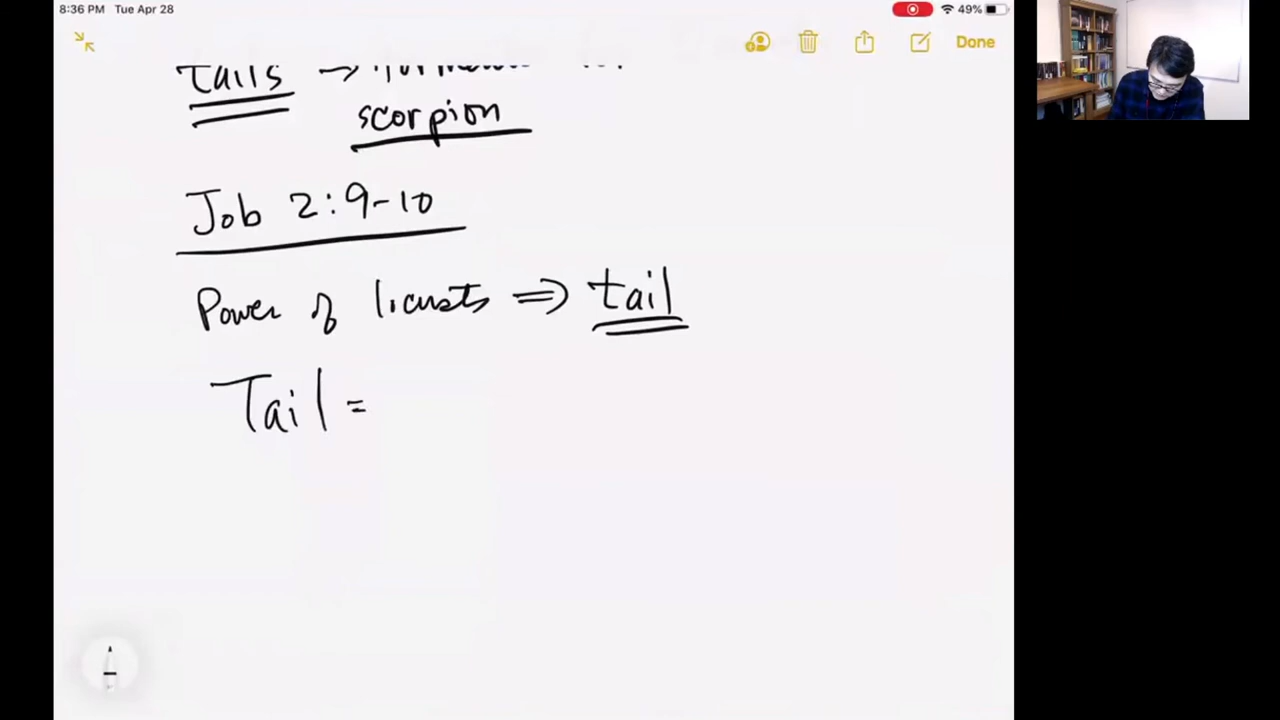 8:36 PM Tue Apr 28
49%
Done
tails →
scorpion
Job 2:9-10
Power of locusts ⇒ tail
Tail =